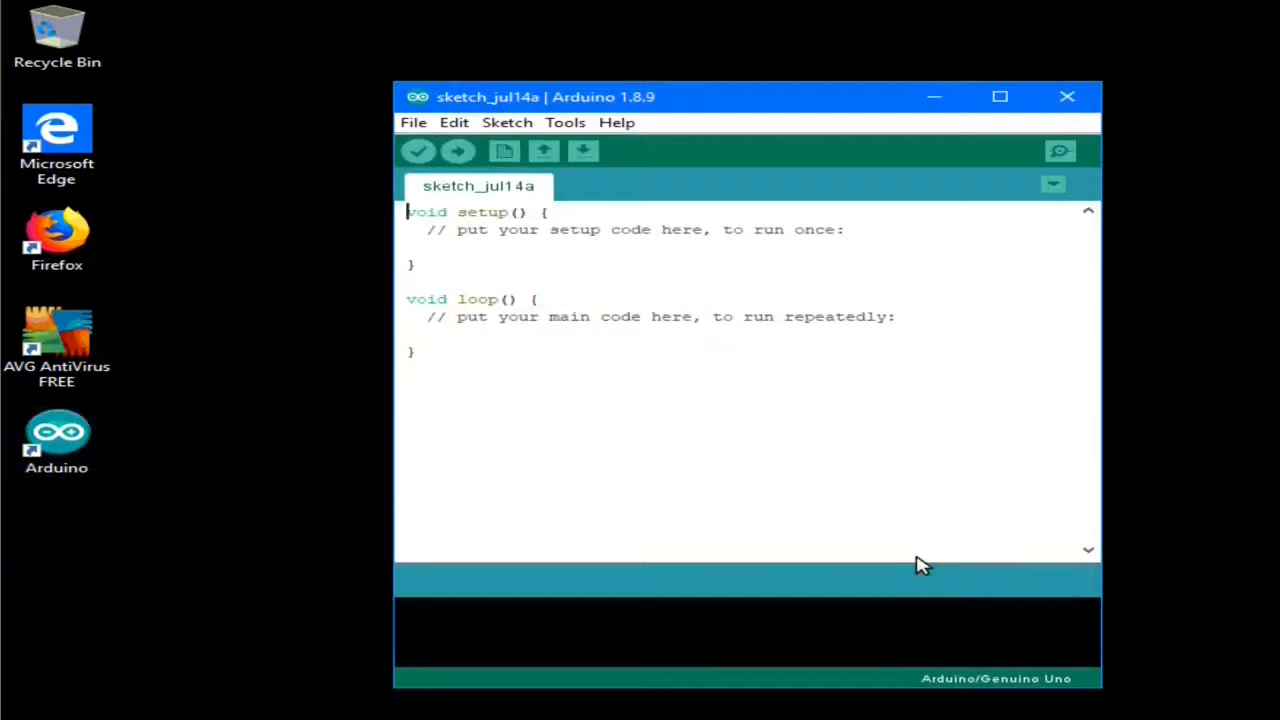 Recycle Bin
Microsoft
Edge
Firefox
AVG AntiVirus
FREE
Arduino
sketch_jul14a | Arduino 1.8.9
File Edit Sketch Tools Help
sketch_jul14a
void setup() {
  // put your setup code here, to run once:
}
void loop() {
  // put your main code here, to run repeatedly:
}
Arduino/Genuino Uno